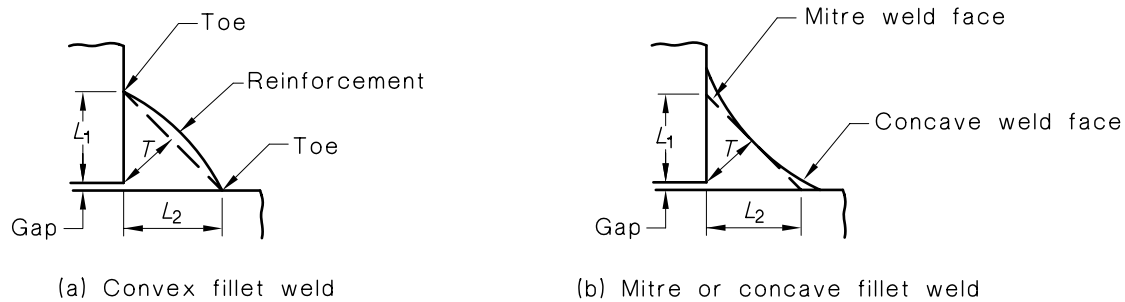 Toe
Reinforcement
L1
T
Toe
L2
Gap
(a) Convex fillet weld
Mitre weld face
Concave weld face
L1
T
L2
Gap
(b) Mitre or concave fillet weld